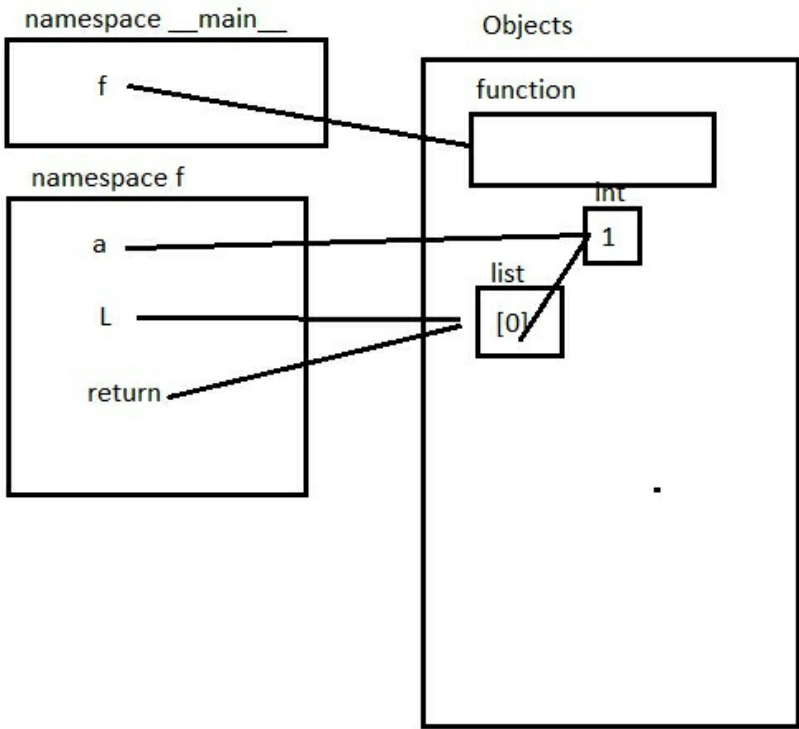 namespace __main__
f
Objects
function
namespace f
int
a
1
list
L
[0]
return